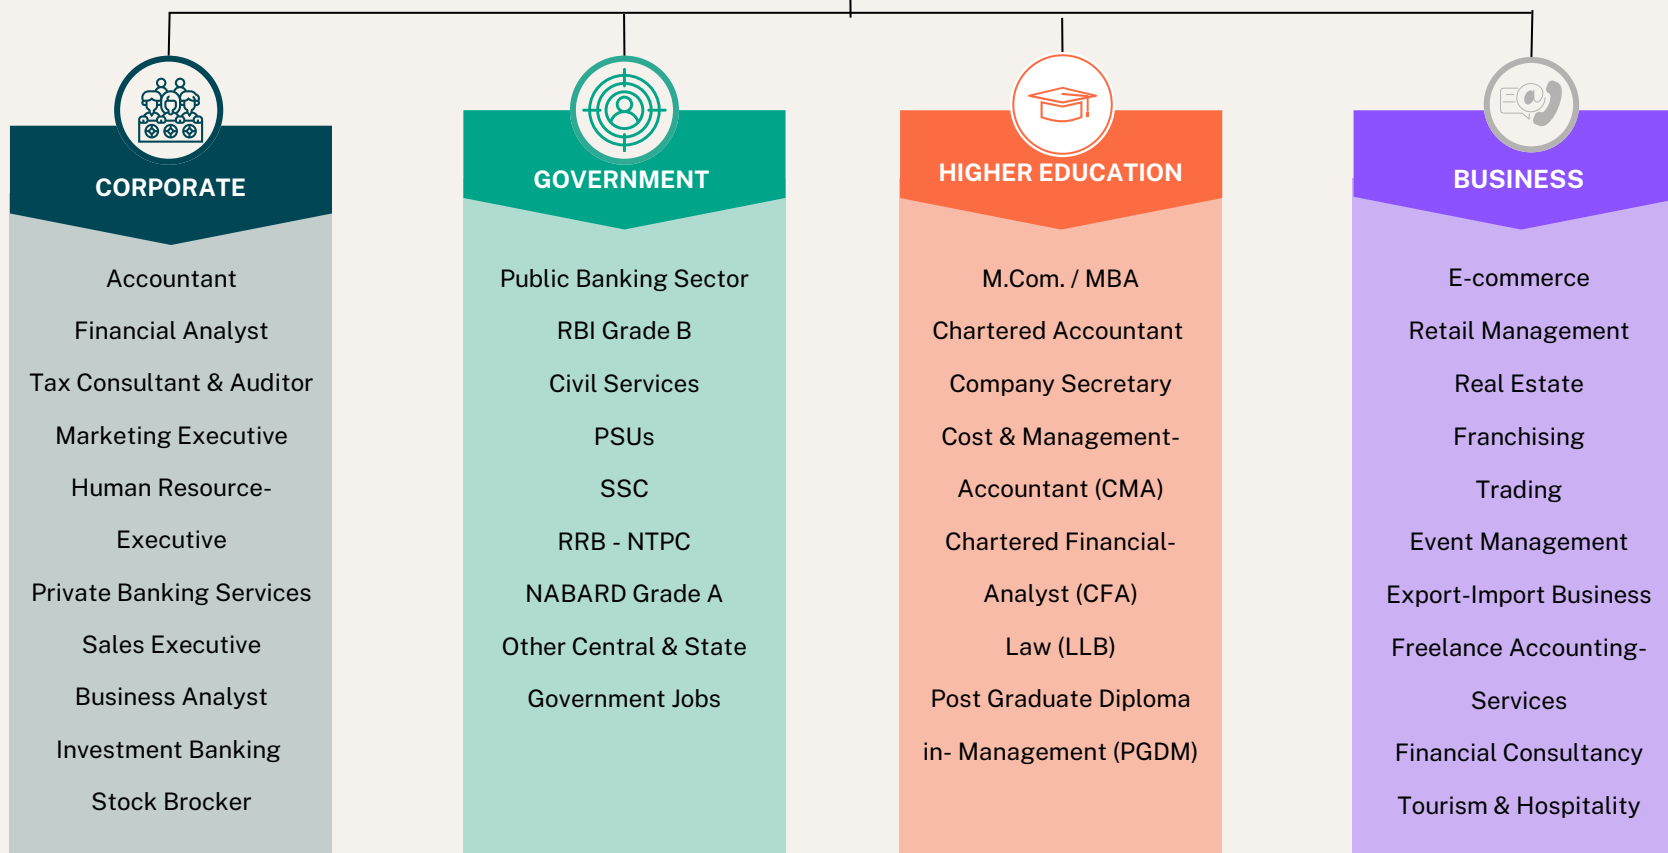 CORPORATE
Accountant
Financial Analyst
Tax Consultant & Auditor
Marketing Executive
Human Resource-
Executive
Private Banking Services
Sales Executive
Business Analyst
Investment Banking
Stock Brocker
GOVERNMENT
Public Banking Sector
RBI Grade B
Civil Services
PSUs
SSC
RRB - NTPC
NABARD Grade A
Other Central & State
Government Jobs
HIGHER EDUCATION
M.Com. / MBA
Chartered Accountant
Company Secretary
Cost & Management-
Accountant (CMA)
Chartered Financial-
Analyst (CFA)
Law (LLB)
Post Graduate Diploma
in- Management (PGDM)
BUSINESS
E-commerce
Retail Management
Real Estate
Franchising
Trading
Event Management
Export-Import Business
Freelance Accounting-
Services
Financial Consultancy
Tourism & Hospitality